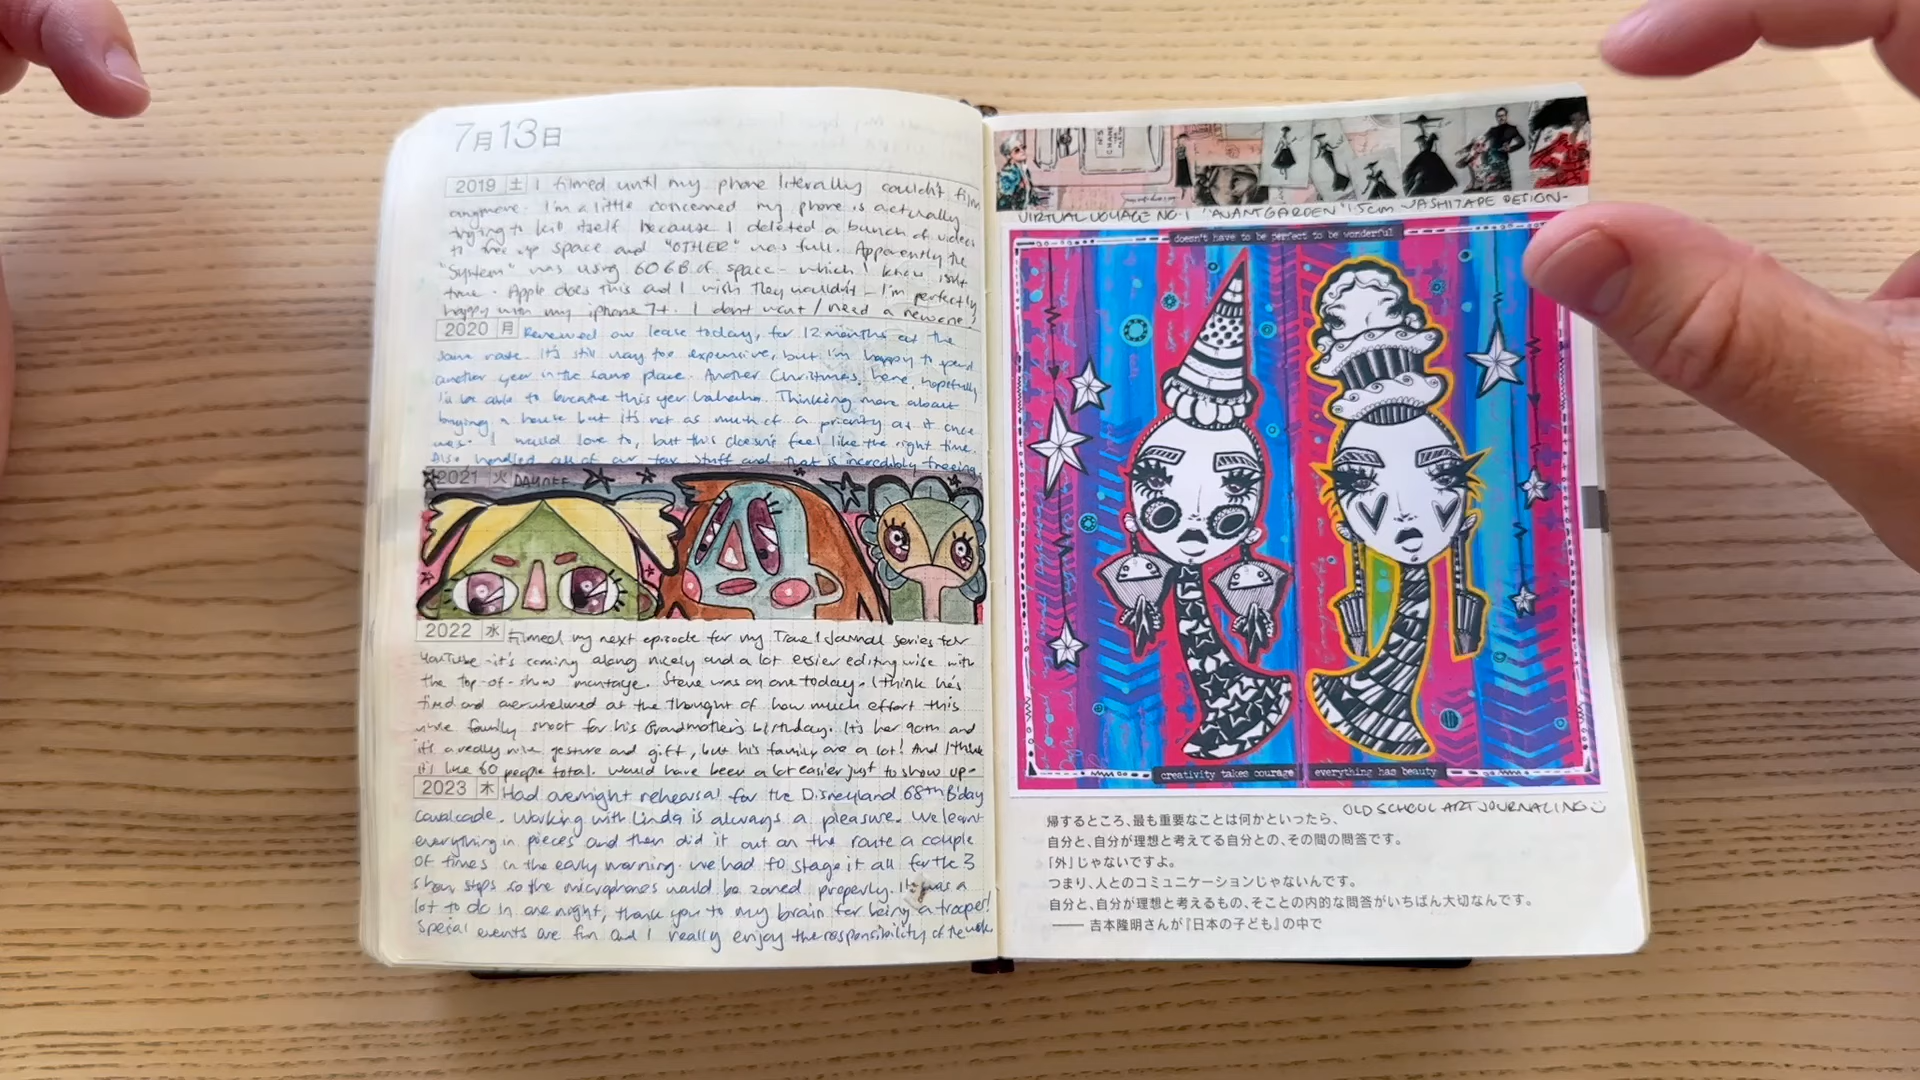 7月13日
2019 土 I filmed until my phone literally couldn't film
anymore. I'm a little concerned my phone is actually
trying to kill itself because I deleted a bunch of videos
to free up space and "OTHER" was full. Apparently the
"System" was using 60GB of space - which I know isn't
true. Apple does this and I wish they wouldn't - I'm perfectly
happy with my iphone 7+. I don't want / need a new one!
2020 月 Renewed our lease today, for 12 months at the
same rate. It's still way too expensive, but I'm happy to spend
another year in the same place. Another Christmas here, hopefully
I'll be able to breathe this year hahaha. Thinking more about
buying a house but it's not as much of a priority as it once
was. I would love to, but this doesn't feel like the right time.
Also handled all of our tax stuff and that is incredibly freeing.
2021 火 DAY OFF
2022 水 Filmed my next episode for my Travel Journal series for
YouTube - it's coming along nicely and a lot easier editing wise with
the top-of-show montage. Steve was on one today. I think he's
tired and overwhelmed at the thought of how much effort this
family shoot for his Grandmother's birthday. It's her 90th and
it's a really nice gesture and gift, but his family are a lot! And I think
it's like 60 people total. Would have been a lot easier just to show up-
2023 木 Had overnight rehearsal for the Disneyland 68th B'day
Cavalcade. Working with Linda is always a pleasure. We learnt
everything in pieces and then did it out on the route a couple
of times in the early morning. We had to stage it all for the 3
show stops so the microphones would be zoned properly. It was a
lot to do in one night, thank you to my brain for being a trooper!
Special events are fun and I really enjoy the responsibility of the work
VIRTUAL VOYAGE NO.1 "AVANT GARDEN" 1.5cm WASHITAPE DESIGN-
doesn't have to be perfect to be wonderful
creativity takes courage
everything has beauty
OLD SCHOOL ART JOURNALING
帰するところ、最も重要なことは何かといったら、
自分と、自分が理想と考えてる自分との、その間の問答です。
「外」じゃないですよ。
つまり、人とのコミュニケーションじゃないんです。
自分と、自分が理想と考えるもの、そことの内的な問答がいちばん大切なんです。
―― 吉本隆明さんが『日本の子ども』の中で